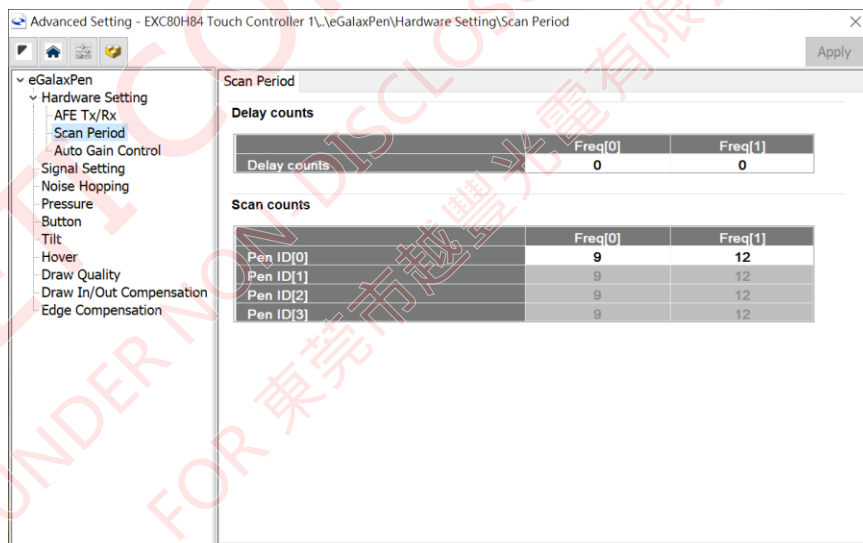 Advanced Setting - EXC80H84 Touch Controller 1\..\eGalaxPen\Hardware Setting\Scan Period
Apply
eGalaxPen
Hardware Setting
AFE Tx/Rx
Scan Period
Auto Gain Control
Signal Setting
Noise Hopping
Pressure
Button
Tilt
Hover
Draw Quality
Draw In/Out Compensation
Edge Compensation
Scan Period
Delay counts
Freq[0] Freq[1]
Delay counts 0 0
Scan counts
Freq[0] Freq[1]
Pen ID[0] 9 12
Pen ID[1] 9 12
Pen ID[2] 9 12
Pen ID[3] 9 12
UNDER NON-DISCLOS
FOR 東莞市越豐光電有限